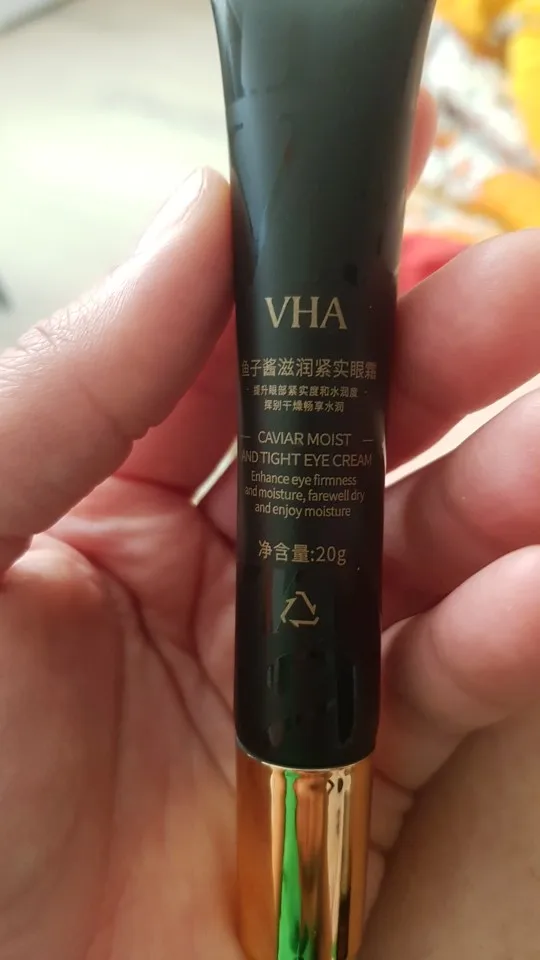 VHA
鱼子酱滋润紧实眼霜
提升眼部紧实度和水润度
挥别干燥畅享水润
CAVIAR MOIST
AND TIGHT EYE CREAM
Enhance eye firmness
and moisture, farewell dry
and enjoy moisture
净含量:20g